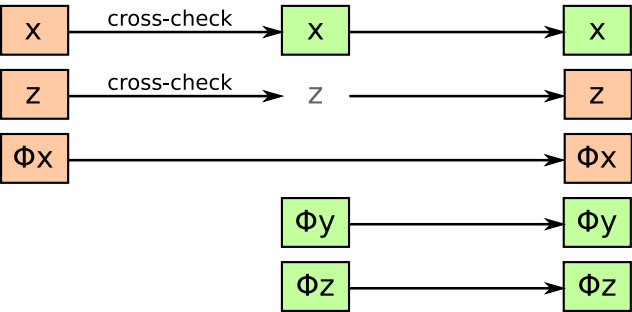 x cross-check x x
z cross-check z z
Φx Φx
Φy Φy
Φz Φz